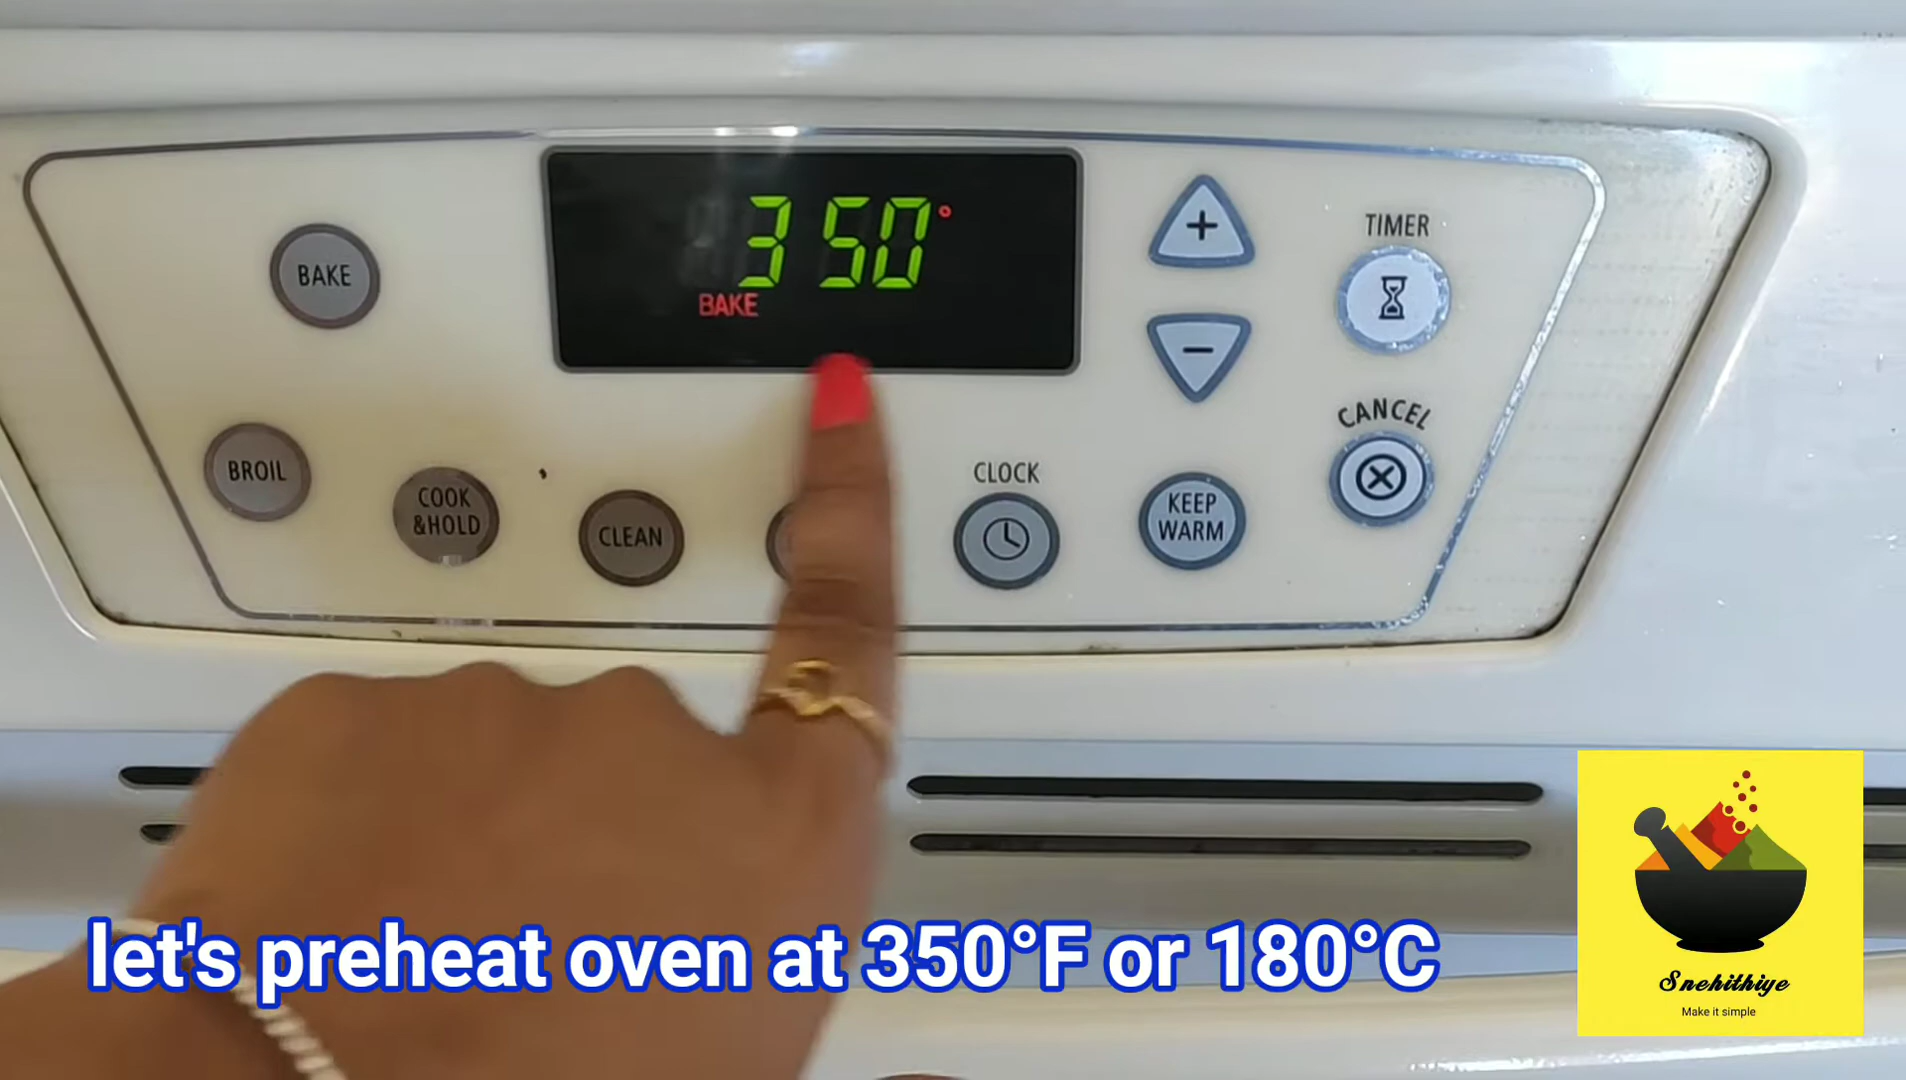 350°
BAKE
BAKE
TIMER
BROIL
COOK
&HOLD
CLEAN
CLOCK
KEEP
WARM
CANCEL
let's preheat oven at 350°F or 180°C
Snehithiye
Make it simple